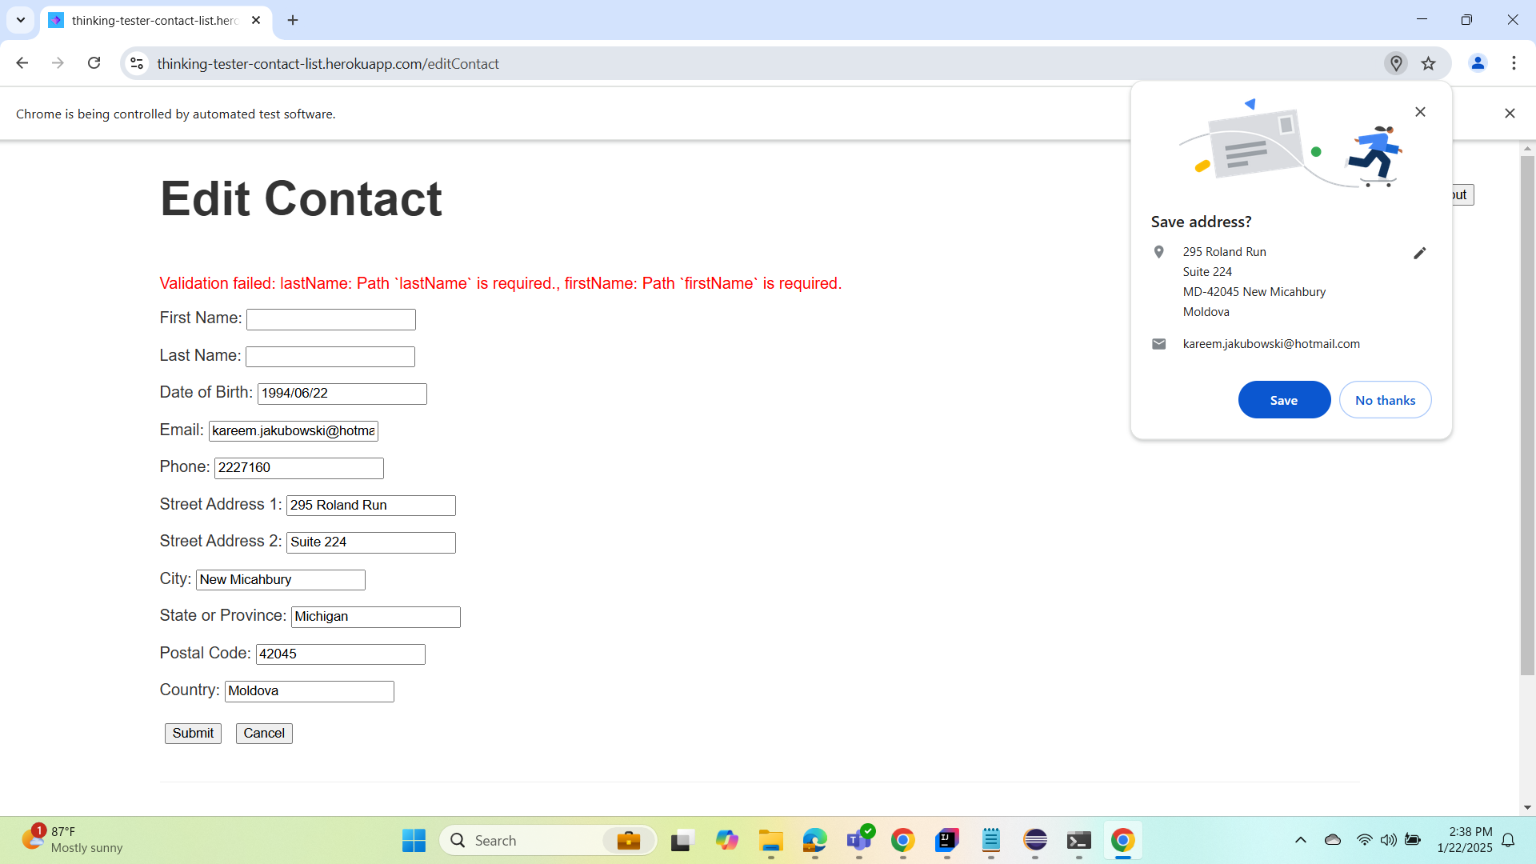 thinking-tester-contact-list.herc
thinking-tester-contact-list.herokuapp.com/editContact
Chrome is being controlled by automated test software.
Edit Contact
out
Validation failed: lastName: Path `lastName` is required., firstName: Path `firstName` is required.
First Name:
Last Name:
Date of Birth: 1994/06/22
Email: kareem.jakubowski@hotma
Phone: 2227160
Street Address 1: 295 Roland Run
Street Address 2: Suite 224
City: New Micahbury
State or Province: Michigan
Postal Code: 42045
Country: Moldova
Submit Cancel
Save address?
295 Roland Run
Suite 224
MD-42045 New Micahbury
Moldova
kareem.jakubowski@hotmail.com
Save No thanks
1
87°F
Mostly sunny
Search
2:38 PM
1/22/2025